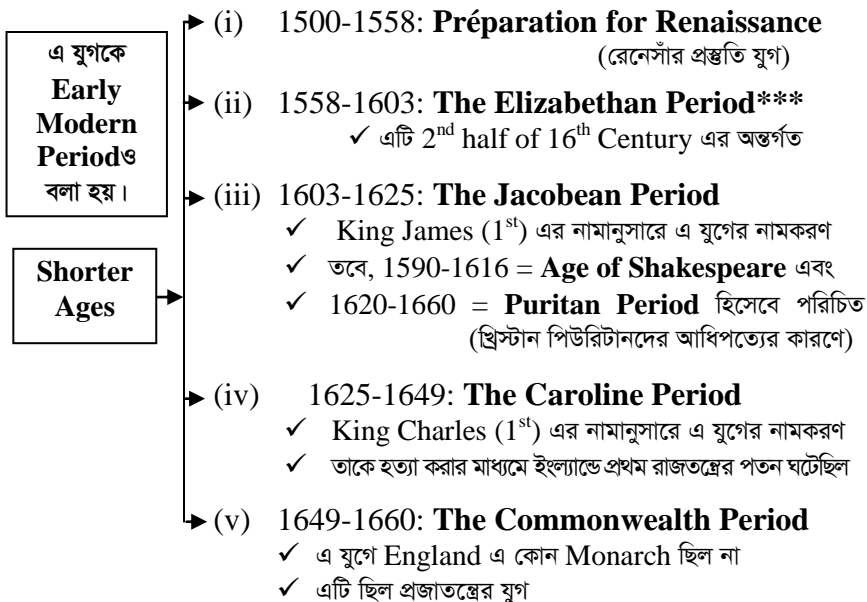 এ যুগকে
Early
Modern
Periodও
বলা হয়।
Shorter
Ages
(i) 1500-1558: Préparation for Renaissance
(রেনেসাঁর প্রস্তুতি যুগ)
(ii) 1558-1603: The Elizabethan Period***
✓ এটি 2nd half of 16th Century এর অন্তর্গত
(iii) 1603-1625: The Jacobean Period
✓ King James (1st) এর নামানুসারে এ যুগের নামকরণ
✓ তবে, 1590-1616 = Age of Shakespeare এবং
✓ 1620-1660 = Puritan Period হিসেবে পরিচিত
(খ্রিস্টান পিউরিটানদের আধিপত্যের কারণে)
(iv) 1625-1649: The Caroline Period
✓ King Charles (1st) এর নামানুসারে এ যুগের নামকরণ
✓ তাকে হত্যা করার মাধ্যমে ইংল্যান্ডে প্রথম রাজতন্ত্রের পতন ঘটেছিল
(v) 1649-1660: The Commonwealth Period
✓ এ যুগে England এ কোন Monarch ছিল না
✓ এটি ছিল প্রজাতন্ত্রের যুগ